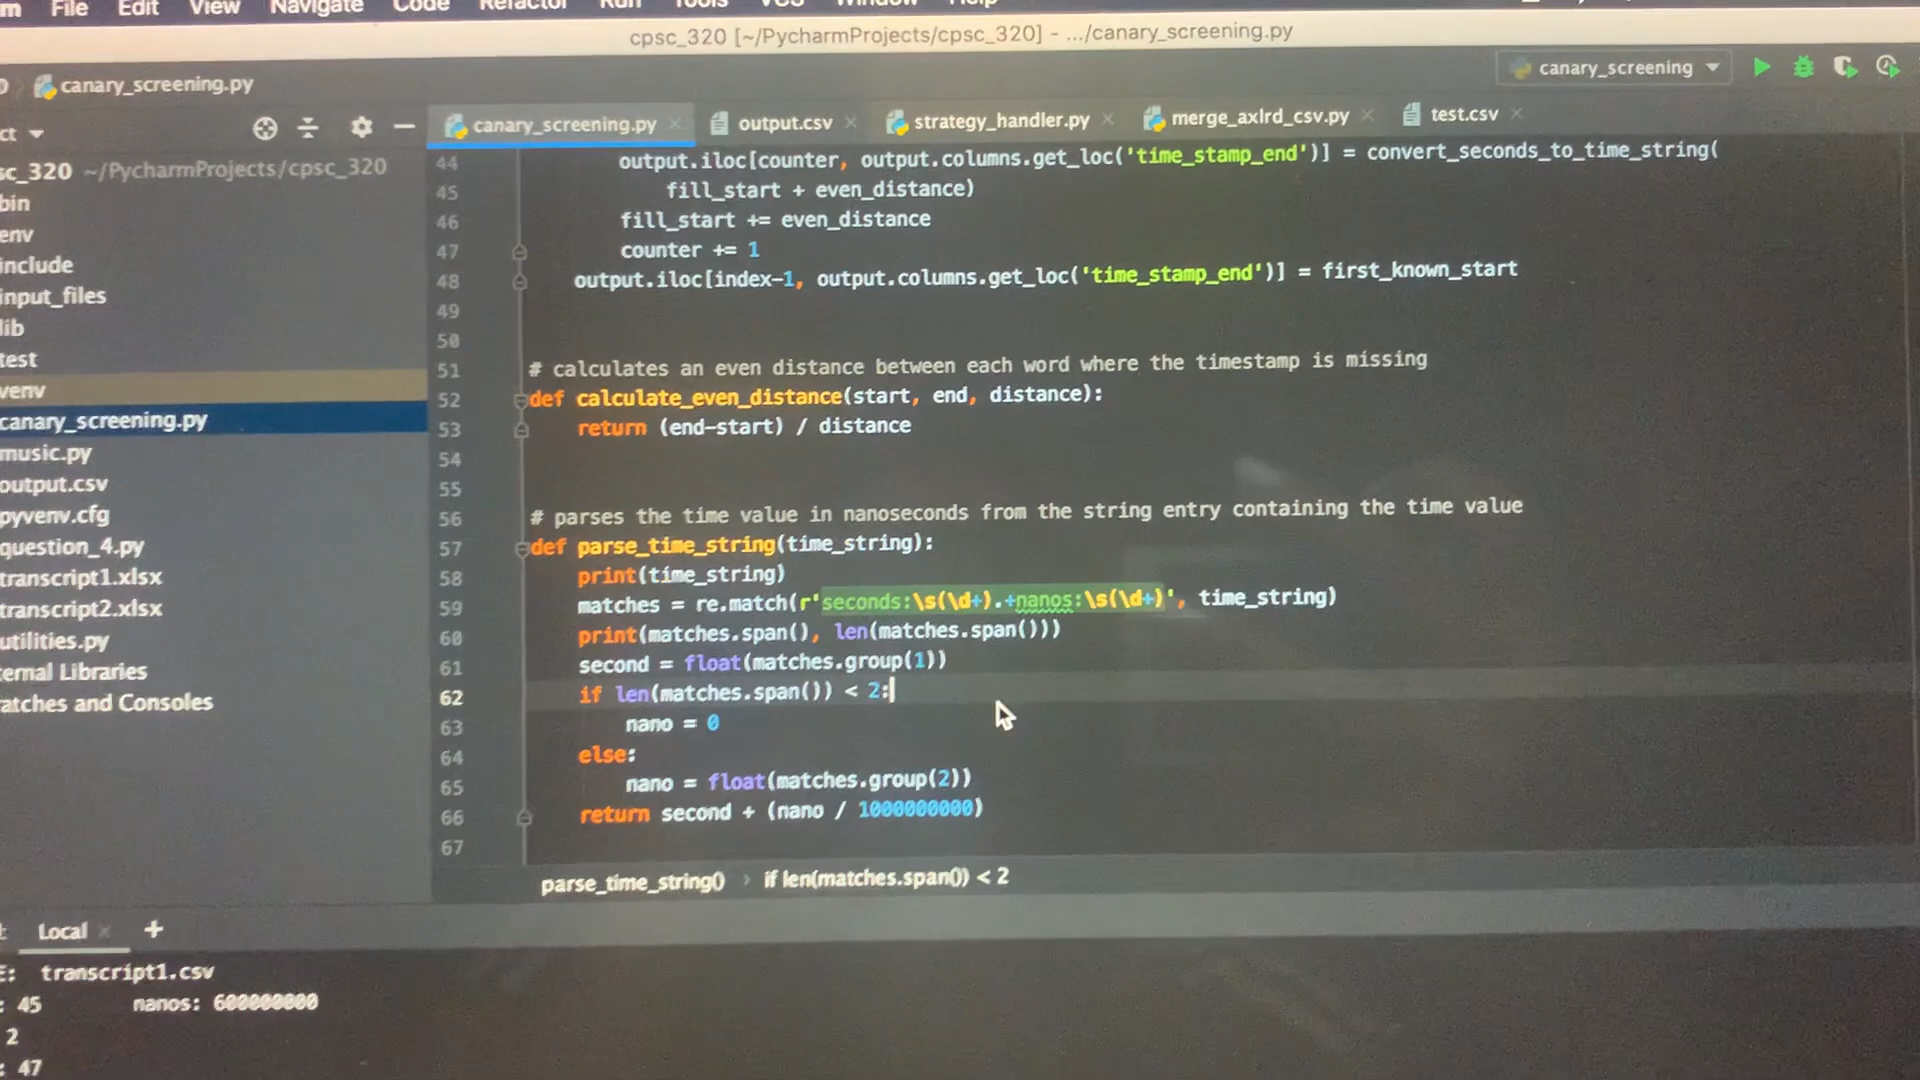 File Edit View Navigate Code Refactor Run Tools VCS Window Help
cpsc_320 [~/PycharmProjects/cpsc_320] - .../canary_screening.py
canary_screening.py
canary_screening
canary_screening.py output.csv strategy_handler.py merge_axlrd_csv.py test.csv
sc_320 ~/PycharmProjects/cpsc_320
bin
env
include
input_files
lib
test
venv
canary_screening.py
music.py
output.csv
pyvenv.cfg
question_4.py
transcript1.xlsx
transcript2.xlsx
utilities.py
ernal Libraries
ratches and Consoles
44 output.iloc[counter, output.columns.get_loc('time_stamp_end')] = convert_seconds_to_time_string(
45 fill_start + even_distance)
46 fill_start += even_distance
47 counter += 1
48 output.iloc[index-1, output.columns.get_loc('time_stamp_end')] = first_known_start
49
50
51 # calculates an even distance between each word where the timestamp is missing
52 def calculate_even_distance(start, end, distance):
53 return (end-start) / distance
54
55
56 # parses the time value in nanoseconds from the string entry containing the time value
57 def parse_time_string(time_string):
58 print(time_string)
59 matches = re.match(r'seconds:\s(\d+).+nanos:\s(\d+)', time_string)
60 print(matches.span(), len(matches.span()))
61 second = float(matches.group(1))
62 if len(matches.span()) < 2:
63 nano = 0
64 else:
65 nano = float(matches.group(2))
66 return second + (nano / 1000000000)
67
parse_time_string() › if len(matches.span()) < 2
Local +
E: transcript1.csv
: 45 nanos: 600000000
2
: 47